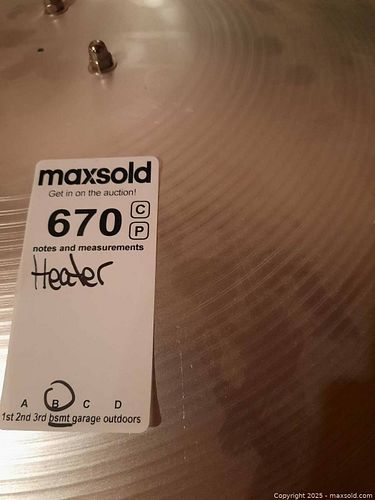 maxsold
Get in on the auction!
670 C
P
notes and measurements
Heater
A B C D
1st 2nd 3rd bsmt garage outdoors
Copyright 2025 - maxsold.com